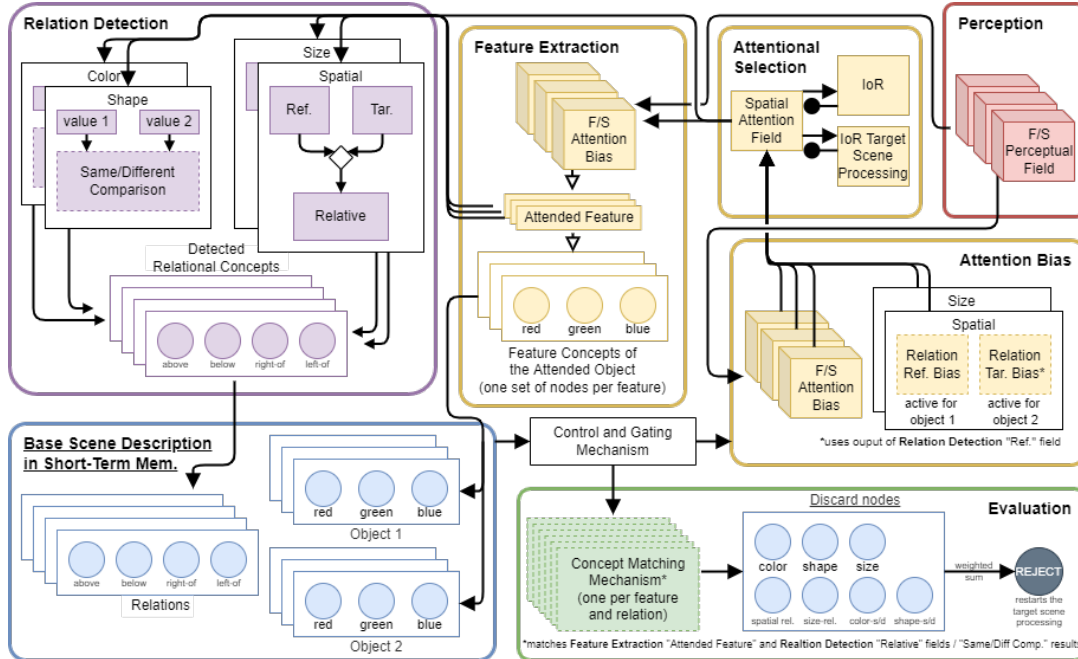 Relation Detection
Size
Color
Spatial
Shape
value 1
value 2
Ref.
Tar.
Same/Different
Comparison
Relative
Detected
Relational Concepts
above
below
right-of
left-of
Feature Extraction
F/S
Attention
Bias
Attended Feature
red
green
blue
Feature Concepts of
the Attended Object
(one set of nodes per feature)
Attentional
Selection
Spatial
Attention
Field
IoR
IoR Target
Scene
Processing
Perception
F/S
Perceptual
Field
Attention Bias
Size
Spatial
Relation
Ref. Bias
Relation
Tar. Bias*
active for
object 1
active for
object 2
F/S
Attention
Bias
*uses ouput of Relation Detection "Ref." field
Control and Gating
Mechanism
Base Scene Description
in Short-Term Mem.
red
green
blue
Object 1
above
below
right-of
left-of
Relations
red
green
blue
Object 2
Discard nodes
Evaluation
Concept Matching
Mechanism*
(one per feature
and relation)
color
shape
size
spatial rel.
size-rel.
color-s/d
shape-s/d
weighted
sum
REJECT
restarts the
target scene
processing
*matches Feature Extraction "Attended Feature" and Realtion Detection "Relative" fields / "Same/Diff Comp." results